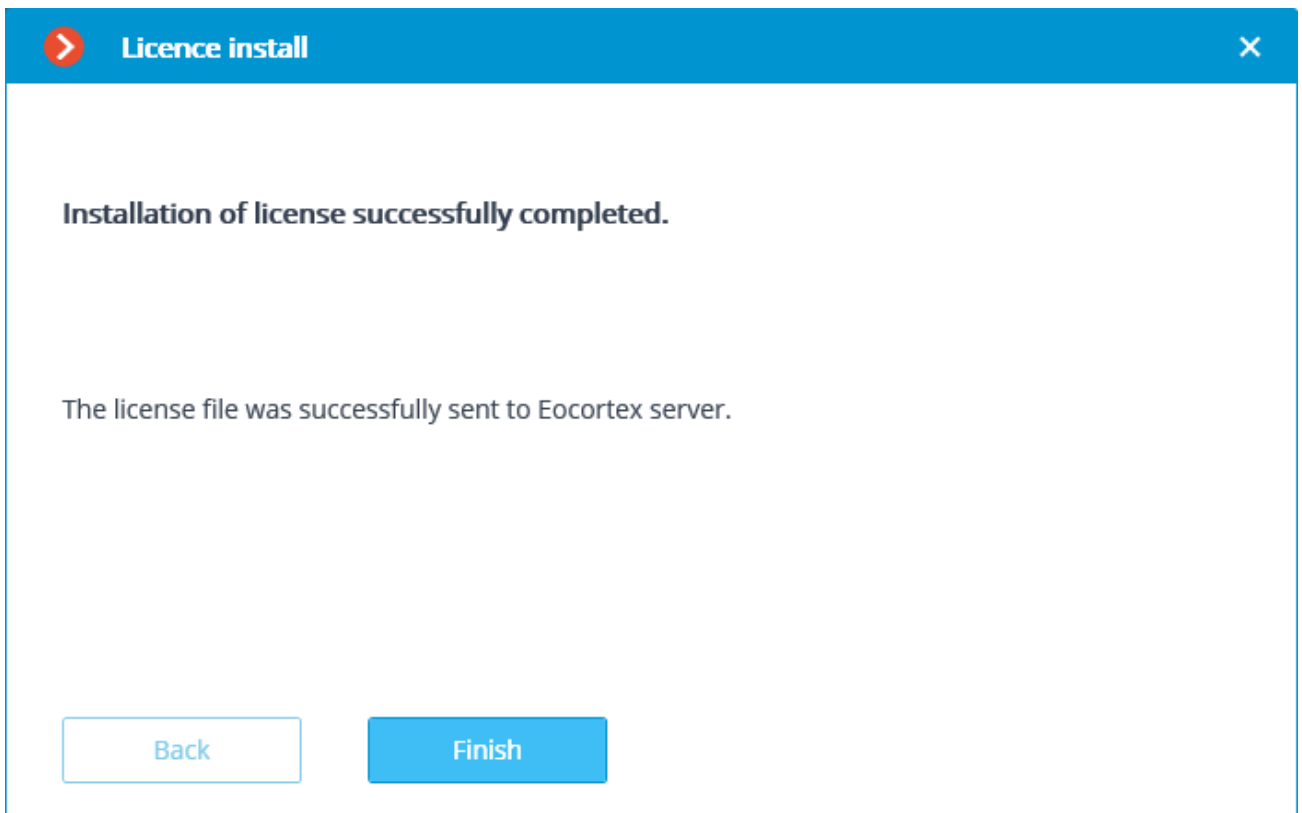 Licence install
Installation of license successfully completed.
The license file was successfully sent to Eocortex server.
Back
Finish